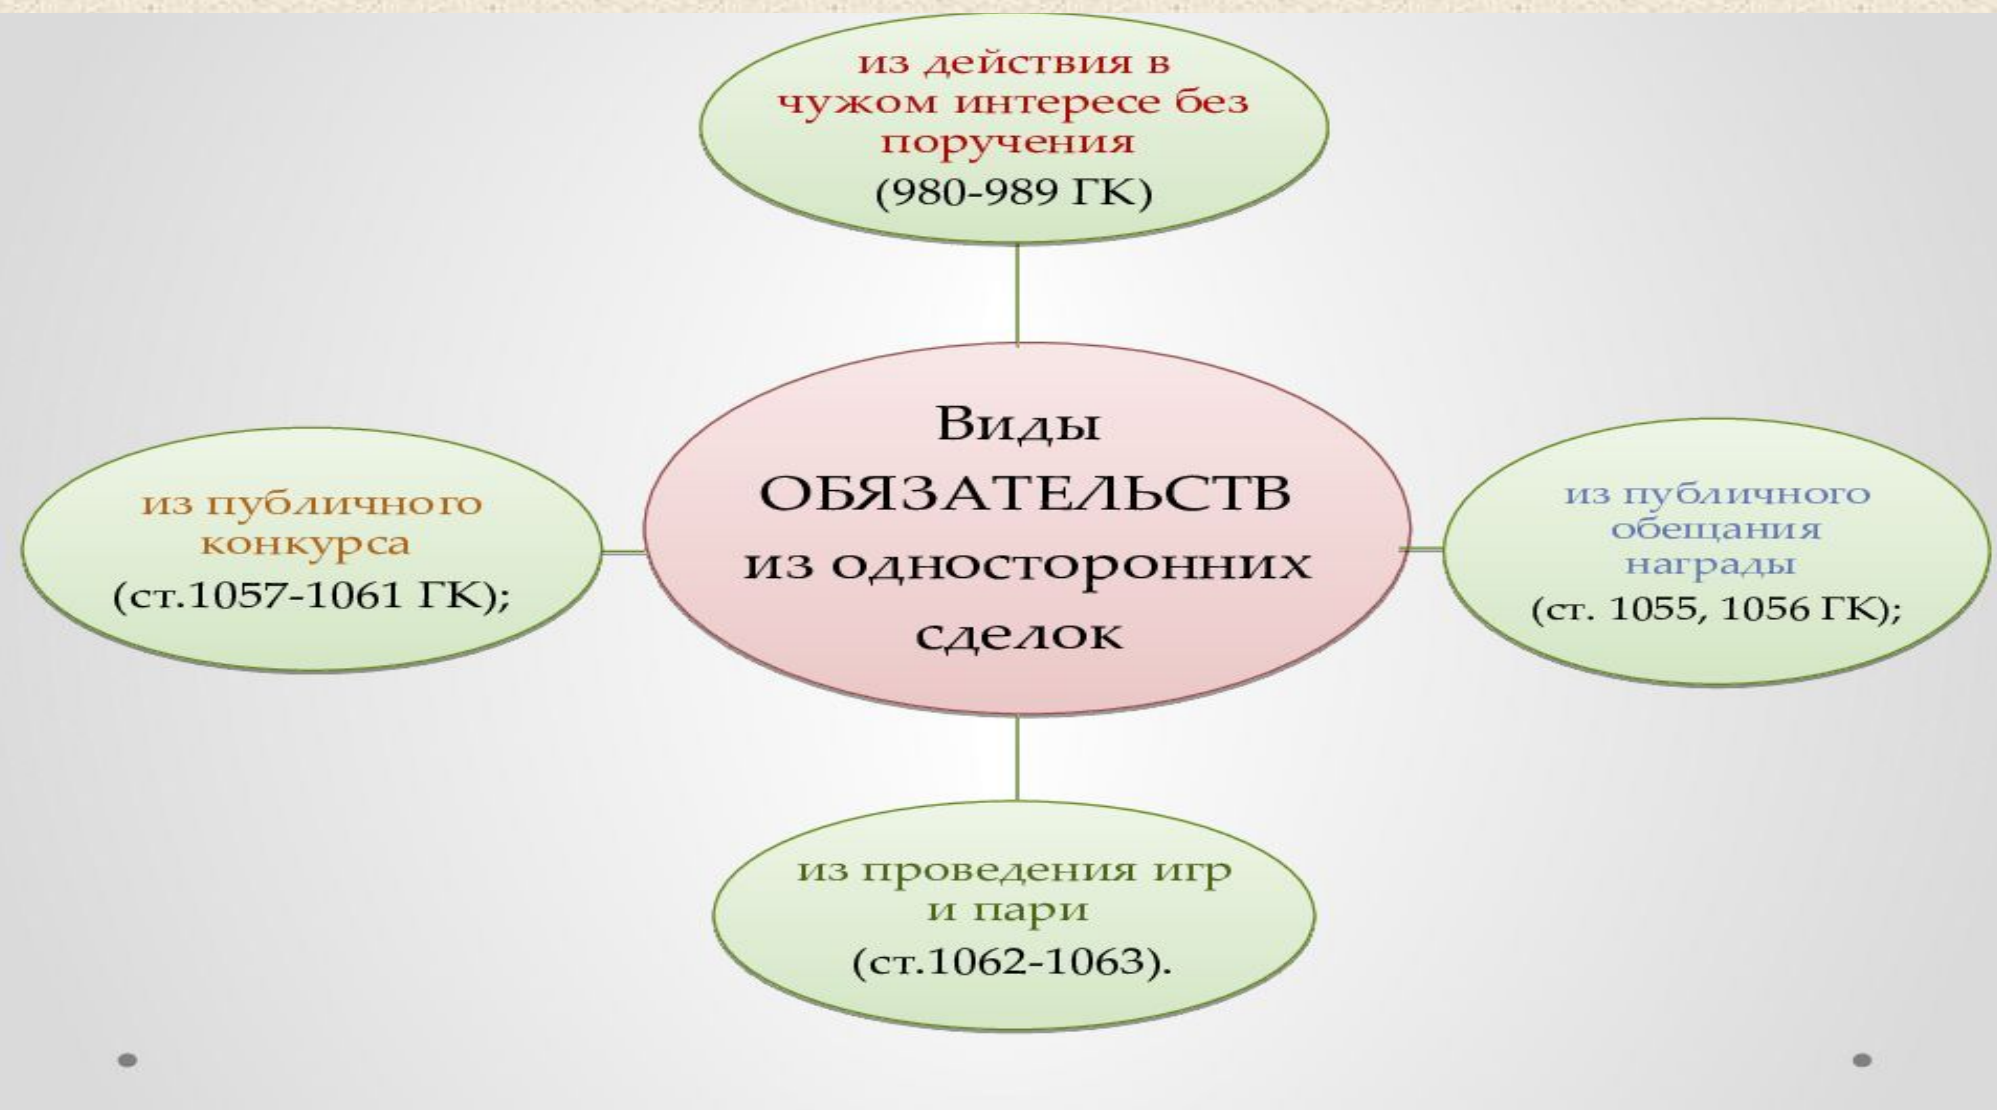 из действия в
чужом интересе без
поручения
(980-989 ГК)
Виды
ОБЯЗАТЕЛЬСТВ
из односторонних
сделок
из публичного
конкурса
(ст.1057-1061 ГК);
из публичного
обещания
награды
(ст. 1055, 1056 ГК);
из проведения игр
и пари
(ст.1062-1063).